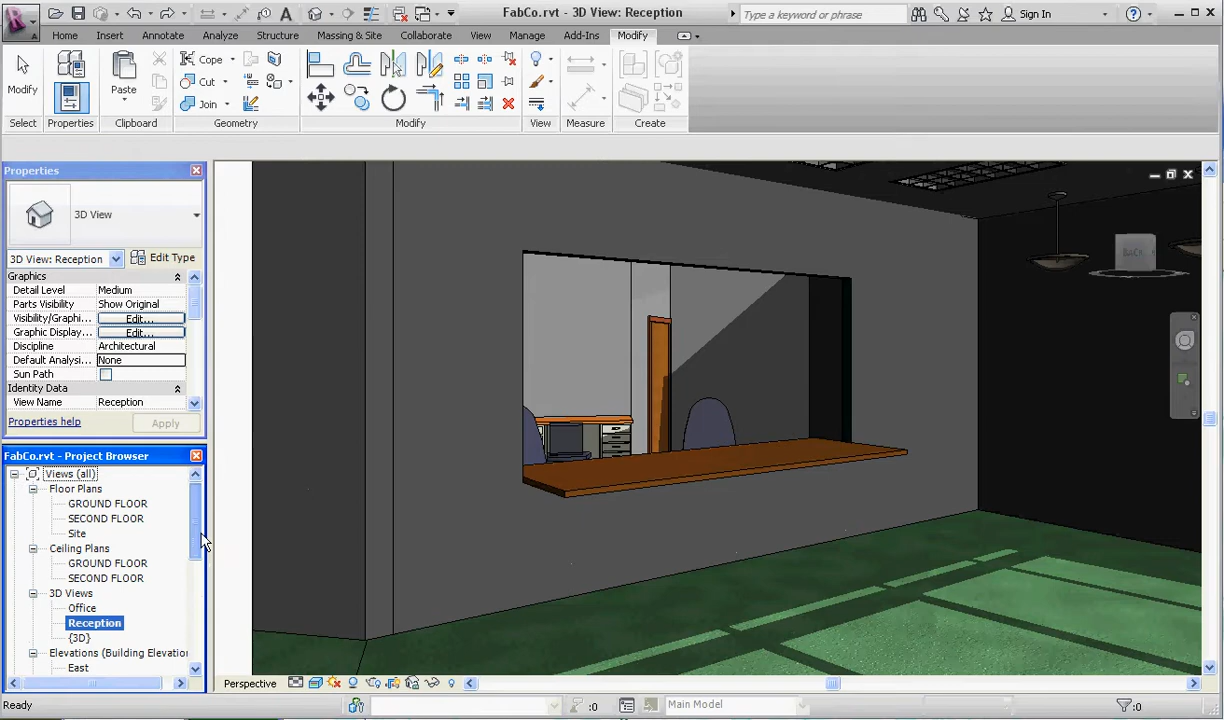 FabCo.rvt - 3D View: Reception
Type a keyword or phrase
Sign In
Home Insert Annotate Analyze Structure Massing & Site Collaborate View Manage Add-Ins Modify
Modify
Paste
Cope
Cut
Join
Select Properties Clipboard Geometry Modify View Measure Create
Properties
3D View
3D View: Reception Edit Type
Graphics
Detail Level Medium
Parts Visibility Show Original
Visibility/Graphi... Edit...
Graphic Display... Edit...
Discipline Architectural
Default Analysi... None
Sun Path
Identity Data
View Name Reception
Properties help Apply
FabCo.rvt - Project Browser
Views (all)
Floor Plans
GROUND FLOOR
SECOND FLOOR
Site
Ceiling Plans
GROUND FLOOR
SECOND FLOOR
3D Views
Office
Reception
{3D}
Elevations (Building Elevation
East
BACK
Perspective
Ready
:0
Main Model
:0